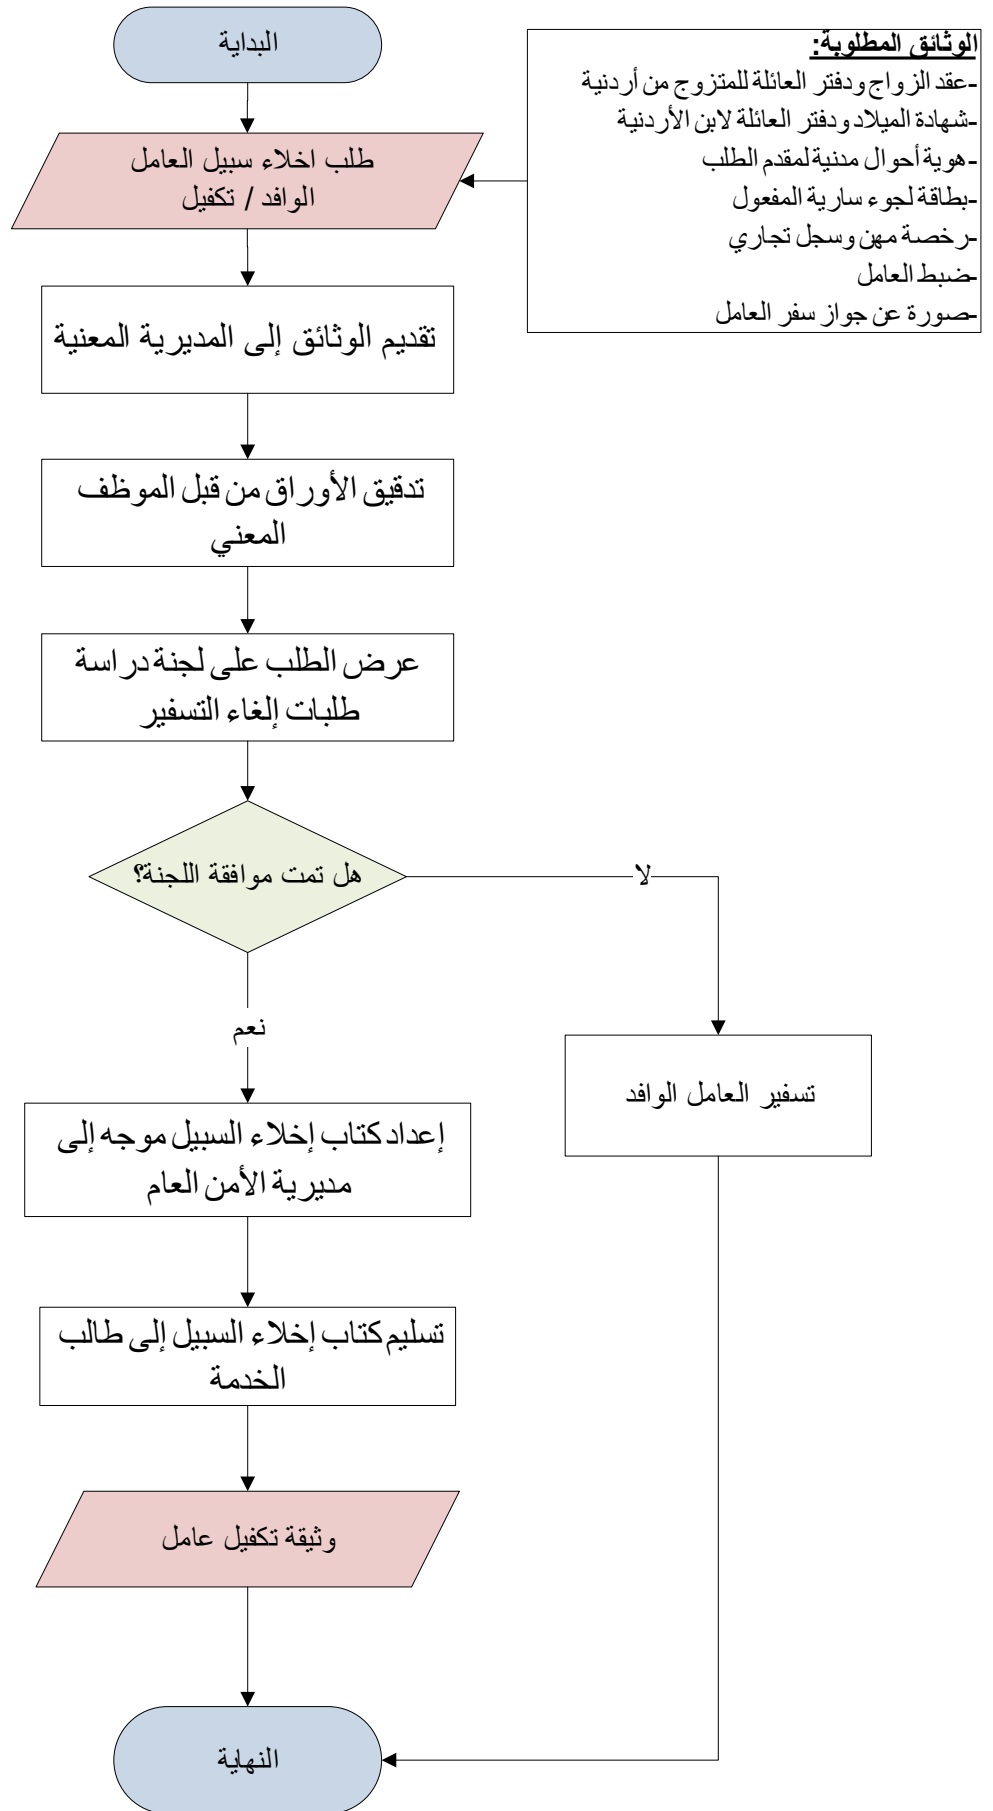 البداية
الوثائق المطلوبة:
-عقد الزواج ودفتر العائلة للمتزوج من أردنية
-شهادة الميلاد ودفتر العائلة لابن الأردنية
-هوية أحوال مدنية لمقدم الطلب
-بطاقة لجوء سارية المفعول
-رخصة مهن وسجل تجاري
-ضبط العامل
-صورة عن جواز سفر العامل
طلب اخلاء سبيل العامل
الوافد / تكفيل
تقديم الوثائق إلى المديرية المعنية
تدقيق الأوراق من قبل الموظف
المعني
عرض الطلب على لجنة دراسة
طلبات إلغاء التسفير
هل تمت موافقة اللجنة؟
لا
نعم
تسفير العامل الوافد
إعداد كتاب إخلاء السبيل موجه إلى
مديرية الأمن العام
تسليم كتاب إخلاء السبيل إلى طالب
الخدمة
وثيقة تكفيل عامل
النهاية